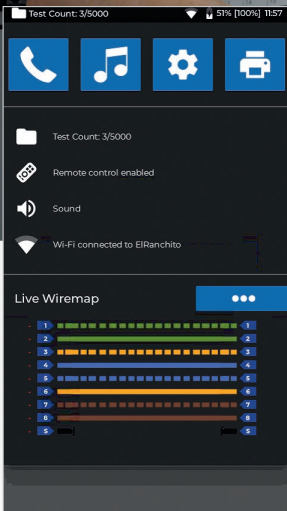 Test Count: 3/5000 51% [100%] 11:57
Test Count: 3/5000
Remote control enabled
Sound
Wi-Fi connected to ElRanchito
Live Wiremap
1 1
2 2
3 3
4 4
5 5
6 6
7 7
8 8
S S